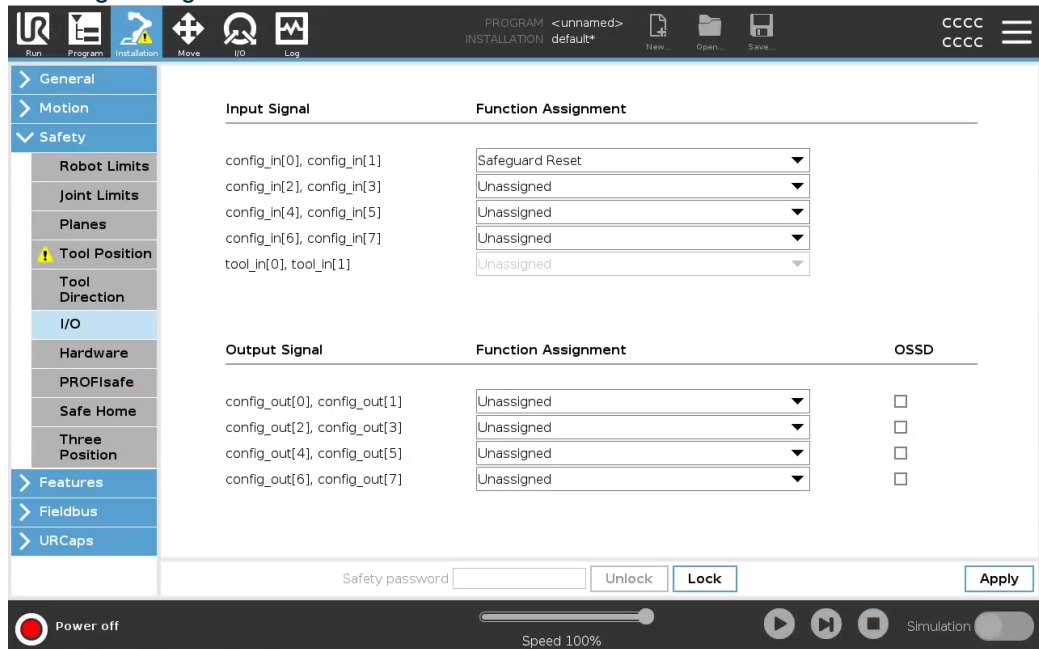 PROGRAM <unnamed>
INSTALLATION default*
CCCC
CCCC
UR
Run
Program
Installation
Move
I/O
Log
New...
Open...
Save...
General
Motion
Safety
Robot Limits
Joint Limits
Planes
Tool Position
Tool
Direction
I/O
Hardware
PROFIsafe
Safe Home
Three
Position
Features
Fieldbus
URCaps
Input Signal Function Assignment
config_in[0], config_in[1] Safeguard Reset
config_in[2], config_in[3] Unassigned
config_in[4], config_in[5] Unassigned
config_in[6], config_in[7] Unassigned
tool_in[0], tool_in[1] Unassigned
Output Signal Function Assignment OSSD
config_out[0], config_out[1] Unassigned
config_out[2], config_out[3] Unassigned
config_out[4], config_out[5] Unassigned
config_out[6], config_out[7] Unassigned
Safety password Unlock Lock Apply
Power off
Speed 100%
Simulation